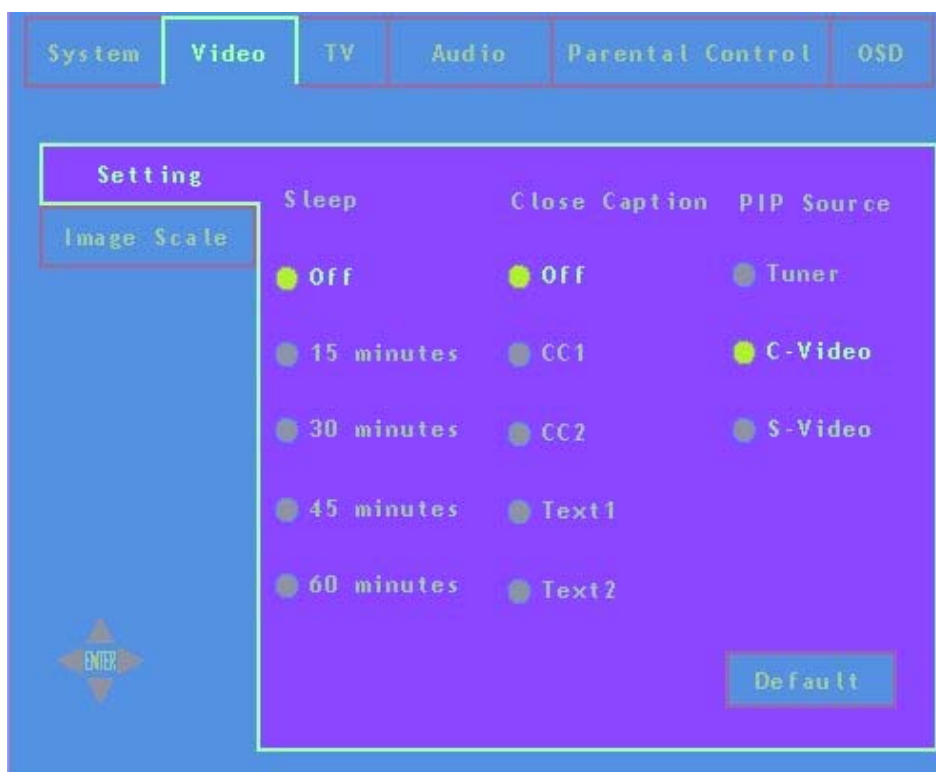 System Video TV Audio Parental Control OSD
Setting
Image Scale
Sleep Close Caption PIP Source
Off Off Tuner
15 minutes CC1 C-Video
30 minutes CC2 S-Video
45 minutes Text1
60 minutes Text2
ENTER
Default